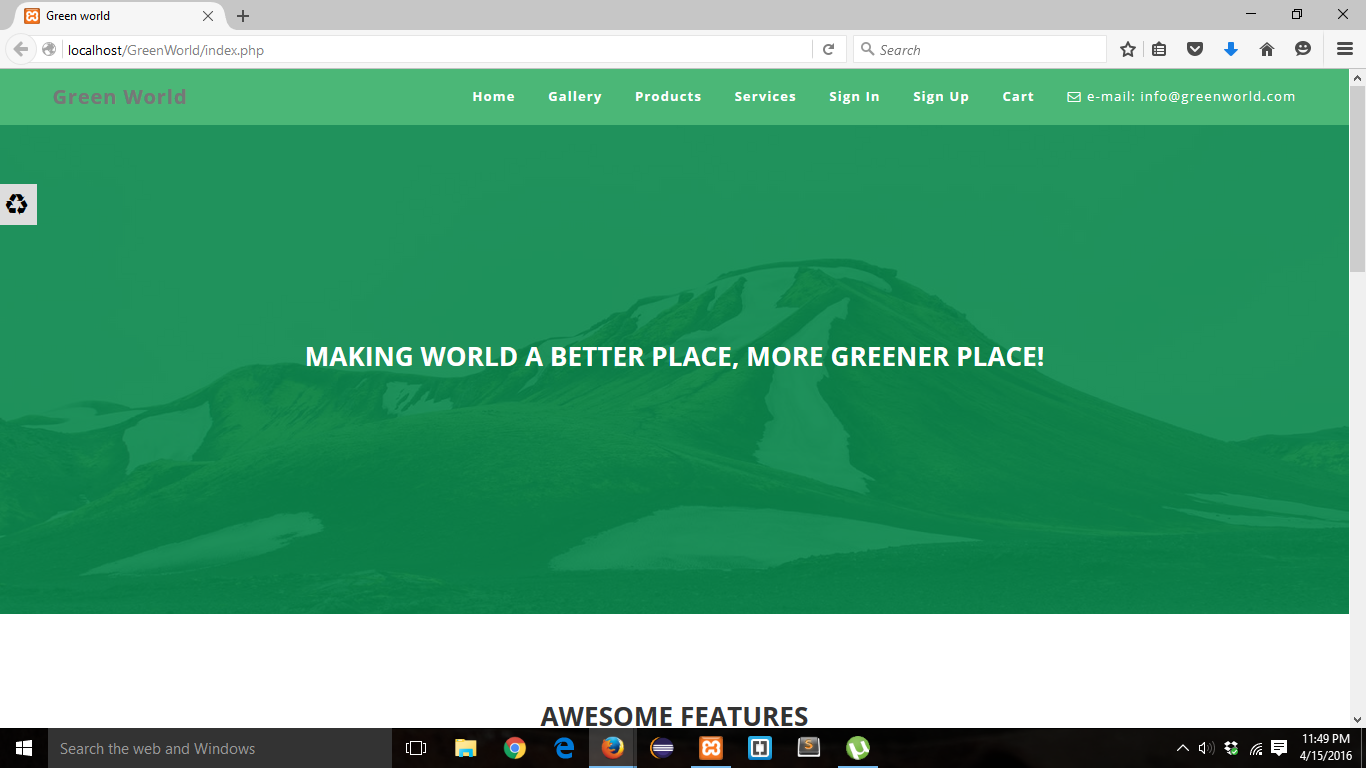 Green world
localhost/GreenWorld/index.php
Search
Green World
Home
Gallery
Products
Services
Sign In
Sign Up
Cart
e-mail: info@greenworld.com
MAKING WORLD A BETTER PLACE, MORE GREENER PLACE!
AWESOME FEATURES
Search the web and Windows
11:49 PM
4/15/2016